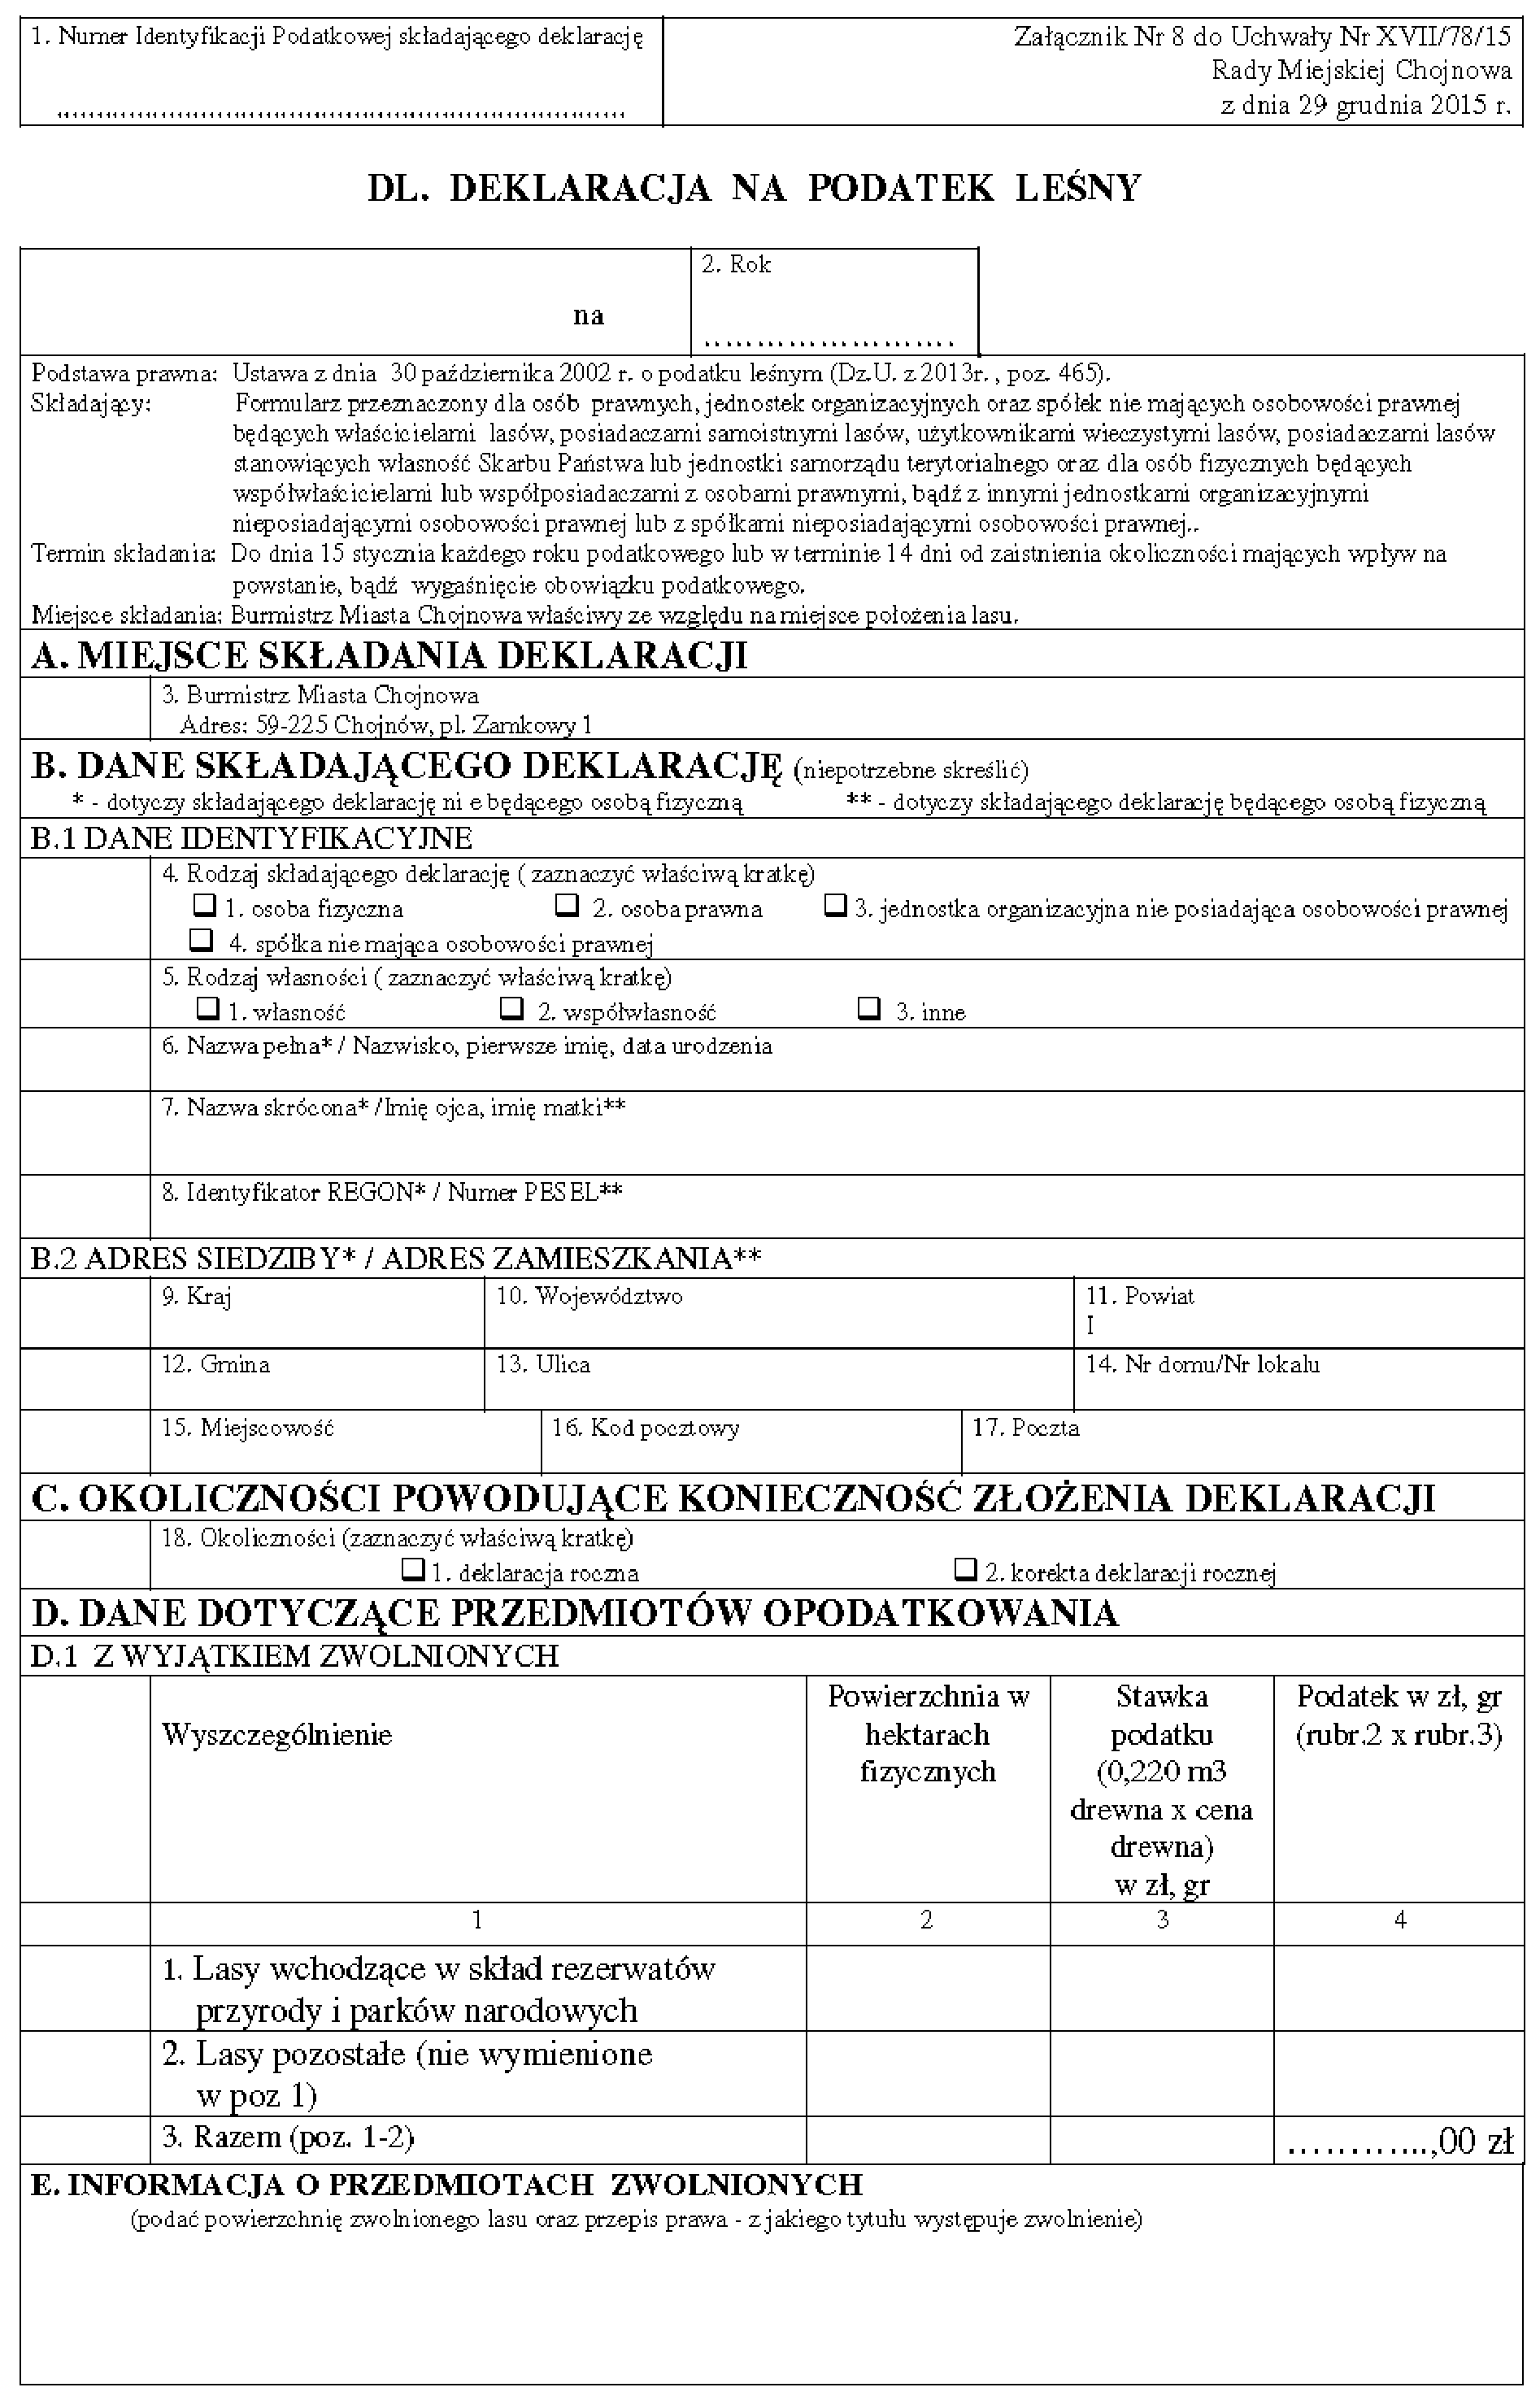 1. Numer Identyfikacji Podatkowej składającego deklarację
.......................................................................
Załącznik Nr 8 do Uchwały Nr XVII/78/15
Rady Miejskiej Chojnowa
z dnia 29 grudnia 2015 r.
DL. DEKLARACJA NA PODATEK LEŚNY
na
2. Rok
........................
Podstawa prawna: Ustawa z dnia 30 października 2002 r. o podatku leśnym (Dz.U. z 2013r. , poz. 465).
Składający: Formularz przeznaczony dla osób prawnych, jednostek organizacyjnych oraz spółek nie mających osobowości prawnej
będących właścicielami lasów, posiadaczami samoistnymi lasów, użytkownikami wieczystymi lasów, posiadaczami lasów
stanowiących własność Skarbu Państwa lub jednostki samorządu terytorialnego oraz dla osób fizycznych będących
współwłaścicielami lub współposiadaczami z osobami prawnymi, bądź z innymi jednostkami organizacyjnymi
nieposiadającymi osobowości prawnej lub z spółkami nieposiadającymi osobowości prawnej..
Termin składania: Do dnia 15 stycznia każdego roku podatkowego lub w terminie 14 dni od zaistnienia okoliczności mających wpływ na
powstanie, bądź wygaśnięcie obowiązku podatkowego.
Miejsce składania: Burmistrz Miasta Chojnowa właściwy ze względu na miejsce położenia lasu.
A. MIEJSCE SKŁADANIA DEKLARACJI
3. Burmistrz Miasta Chojnowa
Adres: 59-225 Chojnów, pl. Zamkowy 1
B. DANE SKŁADAJĄCEGO DEKLARACJĘ (niepotrzebne skreślić)
* - dotyczy składającego deklarację ni e będącego osobą fizyczną ** - dotyczy składającego deklarację będącego osobą fizyczną
B.1 DANE IDENTYFIKACYJNE
4. Rodzaj składającego deklarację ( zaznaczyć właściwą kratkę)
❑ 1. osoba fizyczna ❑ 2. osoba prawna ❑ 3. jednostka organizacyjna nie posiadająca osobowości prawnej
❑ 4. spółka nie mająca osobowości prawnej
5. Rodzaj własności ( zaznaczyć właściwą kratkę)
❑ 1. własność ❑ 2. współwłasność ❑ 3. inne
6. Nazwa pełna* / Nazwisko, pierwsze imię, data urodzenia
7. Nazwa skrócona* /Imię ojca, imię matki**
8. Identyfikator REGON* / Numer PESEL**
B.2 ADRES SIEDZIBY* / ADRES ZAMIESZKANIA**
9. Kraj 10. Województwo 11. Powiat
I
12. Gmina 13. Ulica 14. Nr domu/Nr lokalu
15. Miejscowość 16. Kod pocztowy 17. Poczta
C. OKOLICZNOŚCI POWODUJĄCE KONIECZNOŚĆ ZŁOŻENIA DEKLARACJI
18. Okoliczności (zaznaczyć właściwą kratkę)
❑ 1. deklaracja roczna ❑ 2. korekta deklaracji rocznej
D. DANE DOTYCZĄCE PRZEDMIOTÓW OPODATKOWANIA
D.1 Z WYJĄTKIEM ZWOLNIONYCH
Wyszczególnienie
Powierzchnia w
hektarach
fizycznych
Stawka
podatku
(0,220 m3
drewna x cena
drewna)
w zł, gr
Podatek w zł, gr
(rubr.2 x rubr.3)
1 2 3 4
1. Lasy wchodzące w skład rezerwatów
przyrody i parków narodowych
2. Lasy pozostałe (nie wymienione
w poz 1)
3. Razem (poz. 1-2) ............,00 zł
E. INFORMACJA O PRZEDMIOTACH ZWOLNIONYCH
(podać powierzchnię zwolnionego lasu oraz przepis prawa - z jakiego tytułu występuje zwolnienie)